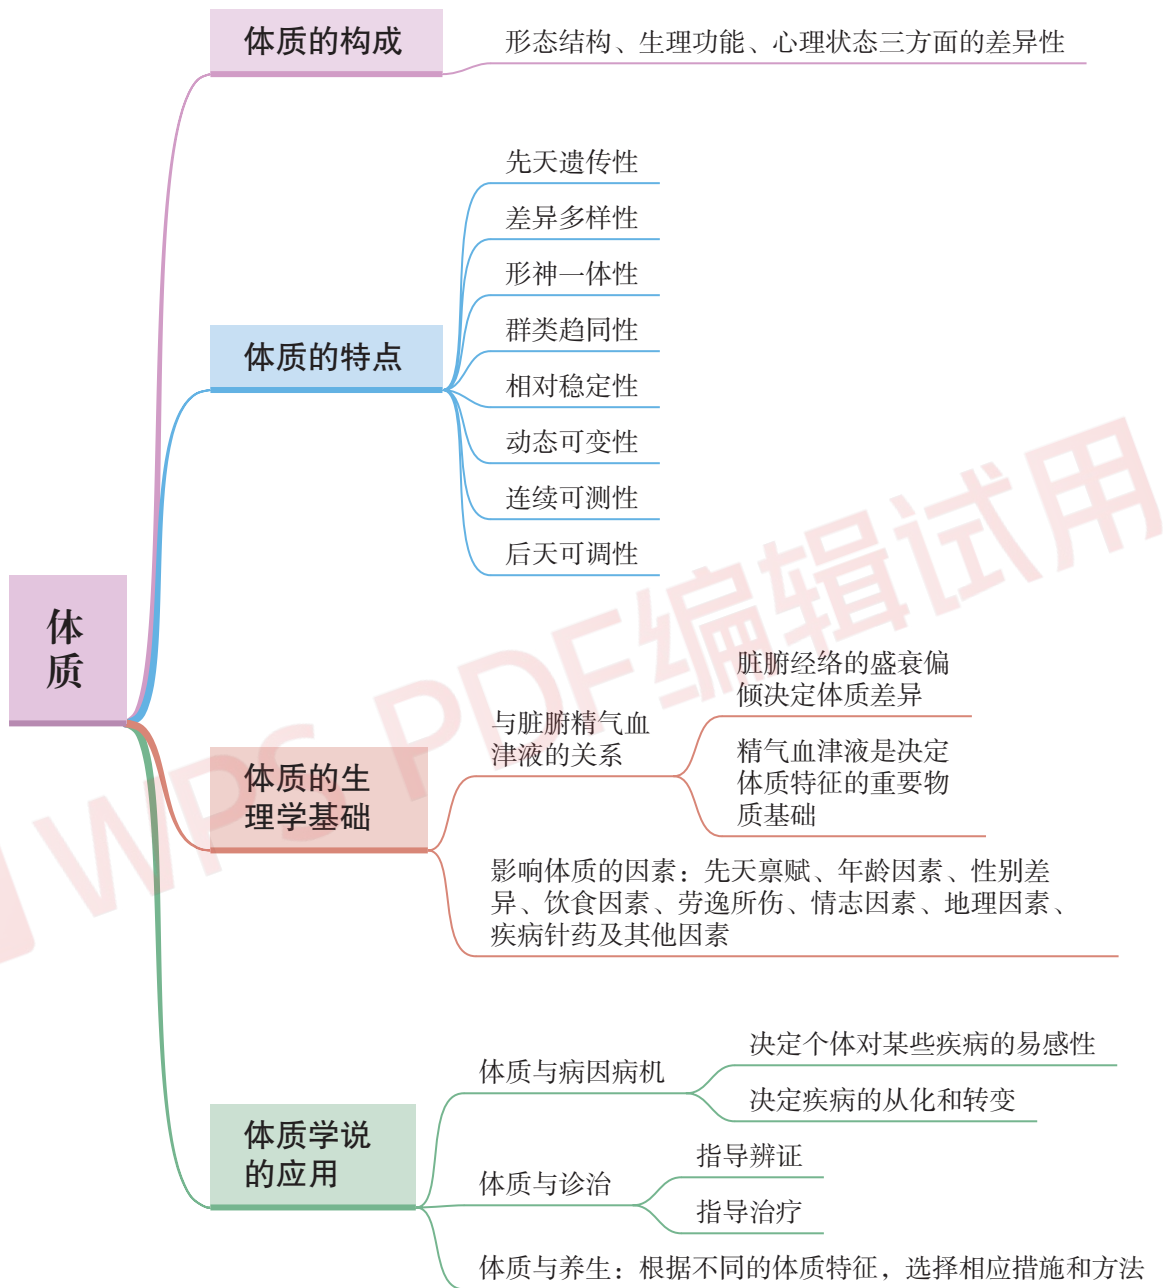 体质的构成
形态结构、生理功能、心理状态三方面的差异性
先天遗传性
差异多样性
形神一体性
群类趋同性
体质的特点
相对稳定性
动态可变性
连续可测性
后天可调性
体
质
与脏腑精气血
津液的关系
脏腑经络的盛衰偏
倾决定体质差异
精气血津液是决定
体质特征的重要物
质基础
体质的生
理学基础
影响体质的因素：先天禀赋、年龄因素、性别差
异、饮食因素、劳逸所伤、情志因素、地理因素、
疾病针药及其他因素
体质学说
的应用
体质与病因病机
决定个体对某些疾病的易感性
决定疾病的从化和转变
体质与诊治
指导辨证
指导治疗
体质与养生：根据不同的体质特征，选择相应措施和方法
WPS PDF编辑试用